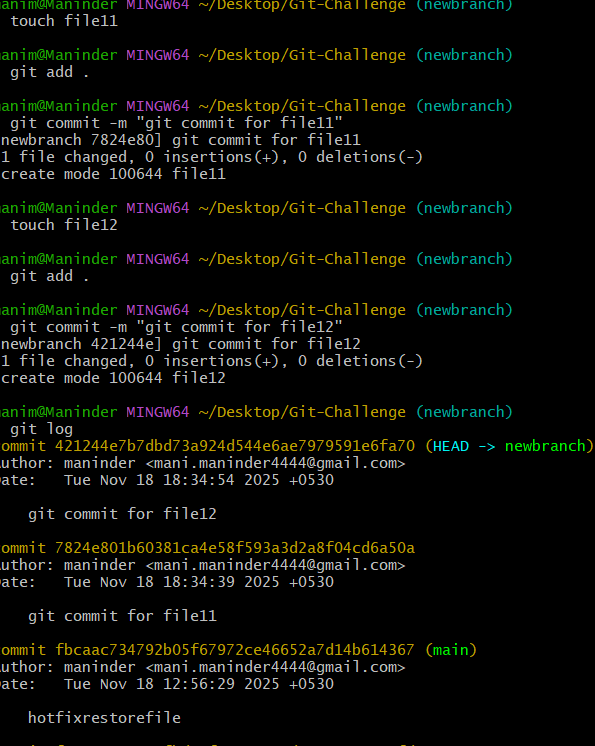 anim@Maninder MINGW64 ~/Desktop/Git-Challenge (newbranch)
touch file11
anim@Maninder MINGW64 ~/Desktop/Git-Challenge (newbranch)
git add .
anim@Maninder MINGW64 ~/Desktop/Git-Challenge (newbranch)
git commit -m "git commit for file11"
newbranch 7824e80] git commit for file11
1 file changed, 0 insertions(+), 0 deletions(-)
create mode 100644 file11
anim@Maninder MINGW64 ~/Desktop/Git-Challenge (newbranch)
touch file12
anim@Maninder MINGW64 ~/Desktop/Git-Challenge (newbranch)
git add .
anim@Maninder MINGW64 ~/Desktop/Git-Challenge (newbranch)
git commit -m "git commit for file12"
newbranch 421244e] git commit for file12
1 file changed, 0 insertions(+), 0 deletions(-)
create mode 100644 file12
anim@Maninder MINGW64 ~/Desktop/Git-Challenge (newbranch)
git log
ommit 421244e7b7dbd73a924d544e6ae7979591e6fa70 (HEAD -> newbranch)
uthor: maninder <mani.maninder4444@gmail.com>
ate:   Tue Nov 18 18:34:54 2025 +0530
git commit for file12
ommit 7824e801b60381ca4e58f593a3d2a8f04cd6a50a
uthor: maninder <mani.maninder4444@gmail.com>
ate:   Tue Nov 18 18:34:39 2025 +0530
git commit for file11
ommit fbcaac734792b05f67972ce46652a7d14b614367 (main)
uthor: maninder <mani.maninder4444@gmail.com>
ate:   Tue Nov 18 12:56:29 2025 +0530
hotfixrestorefile